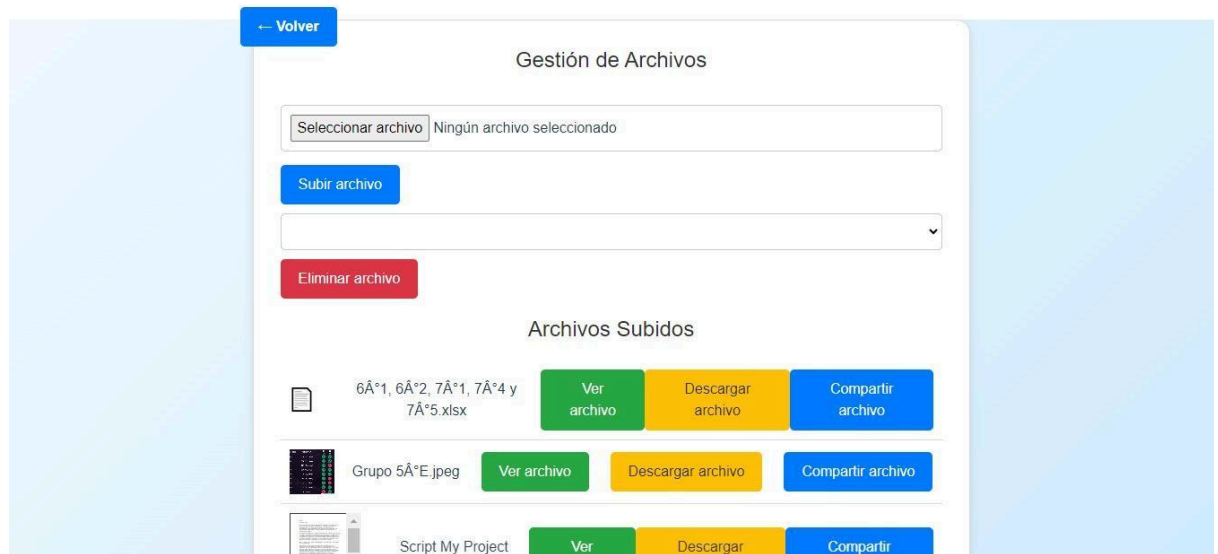 ← Volver
Gestión de Archivos
Seleccionar archivo Ningún archivo seleccionado
Subir archivo
Eliminar archivo
Archivos Subidos
6Â°1, 6Â°2, 7Â°1, 7Â°4 y
7Â°5.xlsx
Ver
archivo
Descargar
archivo
Compartir
archivo
Grupo 5Â°E.jpeg
Ver archivo
Descargar archivo
Compartir archivo
Script My Project
Ver
Descargar
Compartir